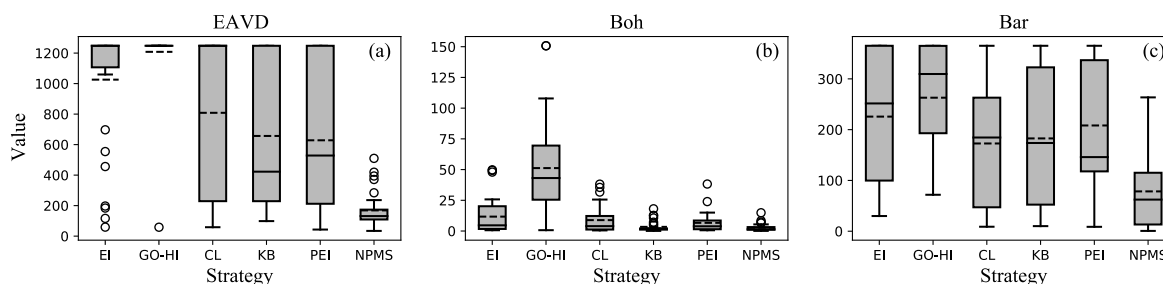 EAVD
(a)
Value
1200
1000
800
600
400
200
0
EI GO-HI CL KB PEI NPMS
Strategy
Boh
(b)
150
125
100
75
50
25
0
EI GO-HI CL KB PEI NPMS
Strategy
Bar
(c)
300
200
100
0
EI GO-HI CL KB PEI NPMS
Strategy